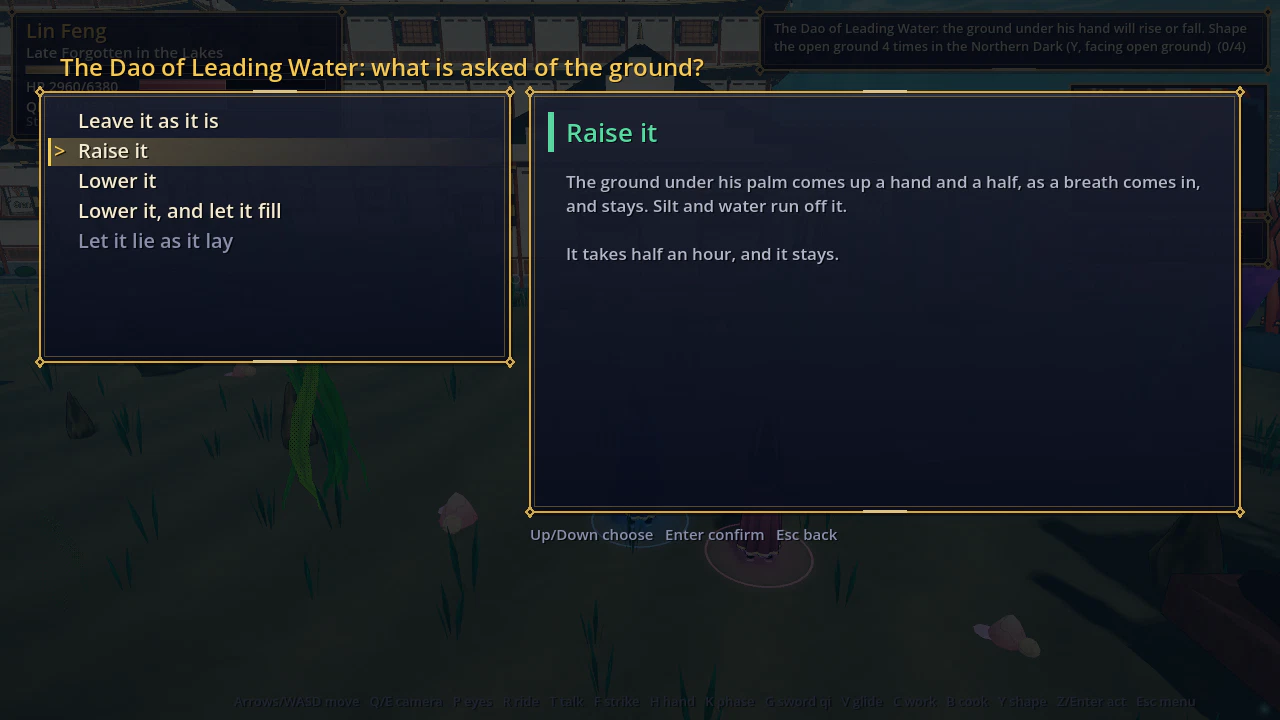 Lin Feng
Late Forgotten in the Lakes
HP 2960/6380
The Dao of Leading Water: the ground under his hand will rise or fall. Shape
the open ground 4 times in the Northern Dark (Y, facing open ground) (0/4)
The Dao of Leading Water: what is asked of the ground?
Leave it as it is
> Raise it
Lower it
Lower it, and let it fill
Let it lie as it lay
Raise it
The ground under his palm comes up a hand and a half, as a breath comes in,
and stays. Silt and water run off it.
It takes half an hour, and it stays.
Up/Down choose Enter confirm Esc back
Arrows/WASD move Q/E camera P eyes R ride T talk F strike H hand K phase G sword qi V glide C work B cook Y shape Z/Enter act Esc menu